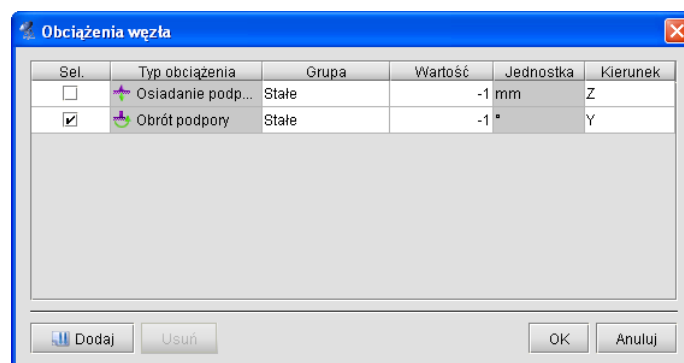 Obciążenia węzła
Sel. Typ obciążenia Grupa Wartość Jednostka Kierunek
Osiadanie podp... Stałe -1 mm Z
Obrót podpory Stałe -1 ° Y
Dodaj Usuń OK Anuluj